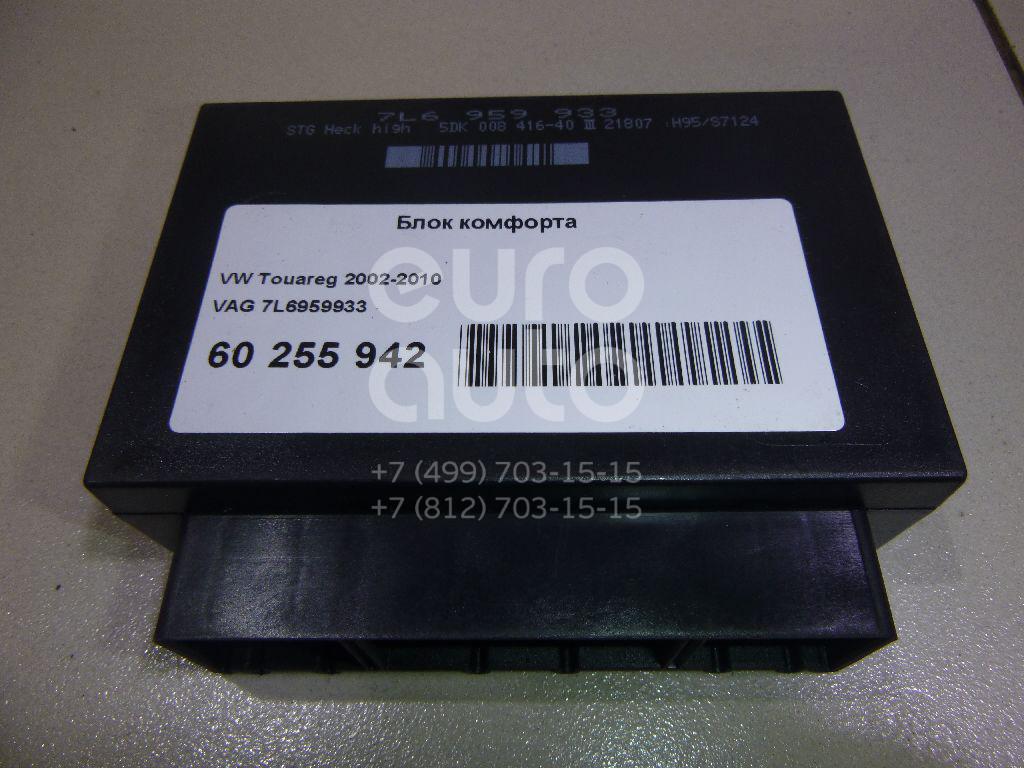 7L6 959 933
STG Heck high 5DK 008 416-40 III 21807 H95/S7124
Блок комфорта
VW Touareg 2002-2010
VAG 7L6959933
60 255 942
euro
auto
+7 (499) 703-15-15
+7 (812) 703-15-15